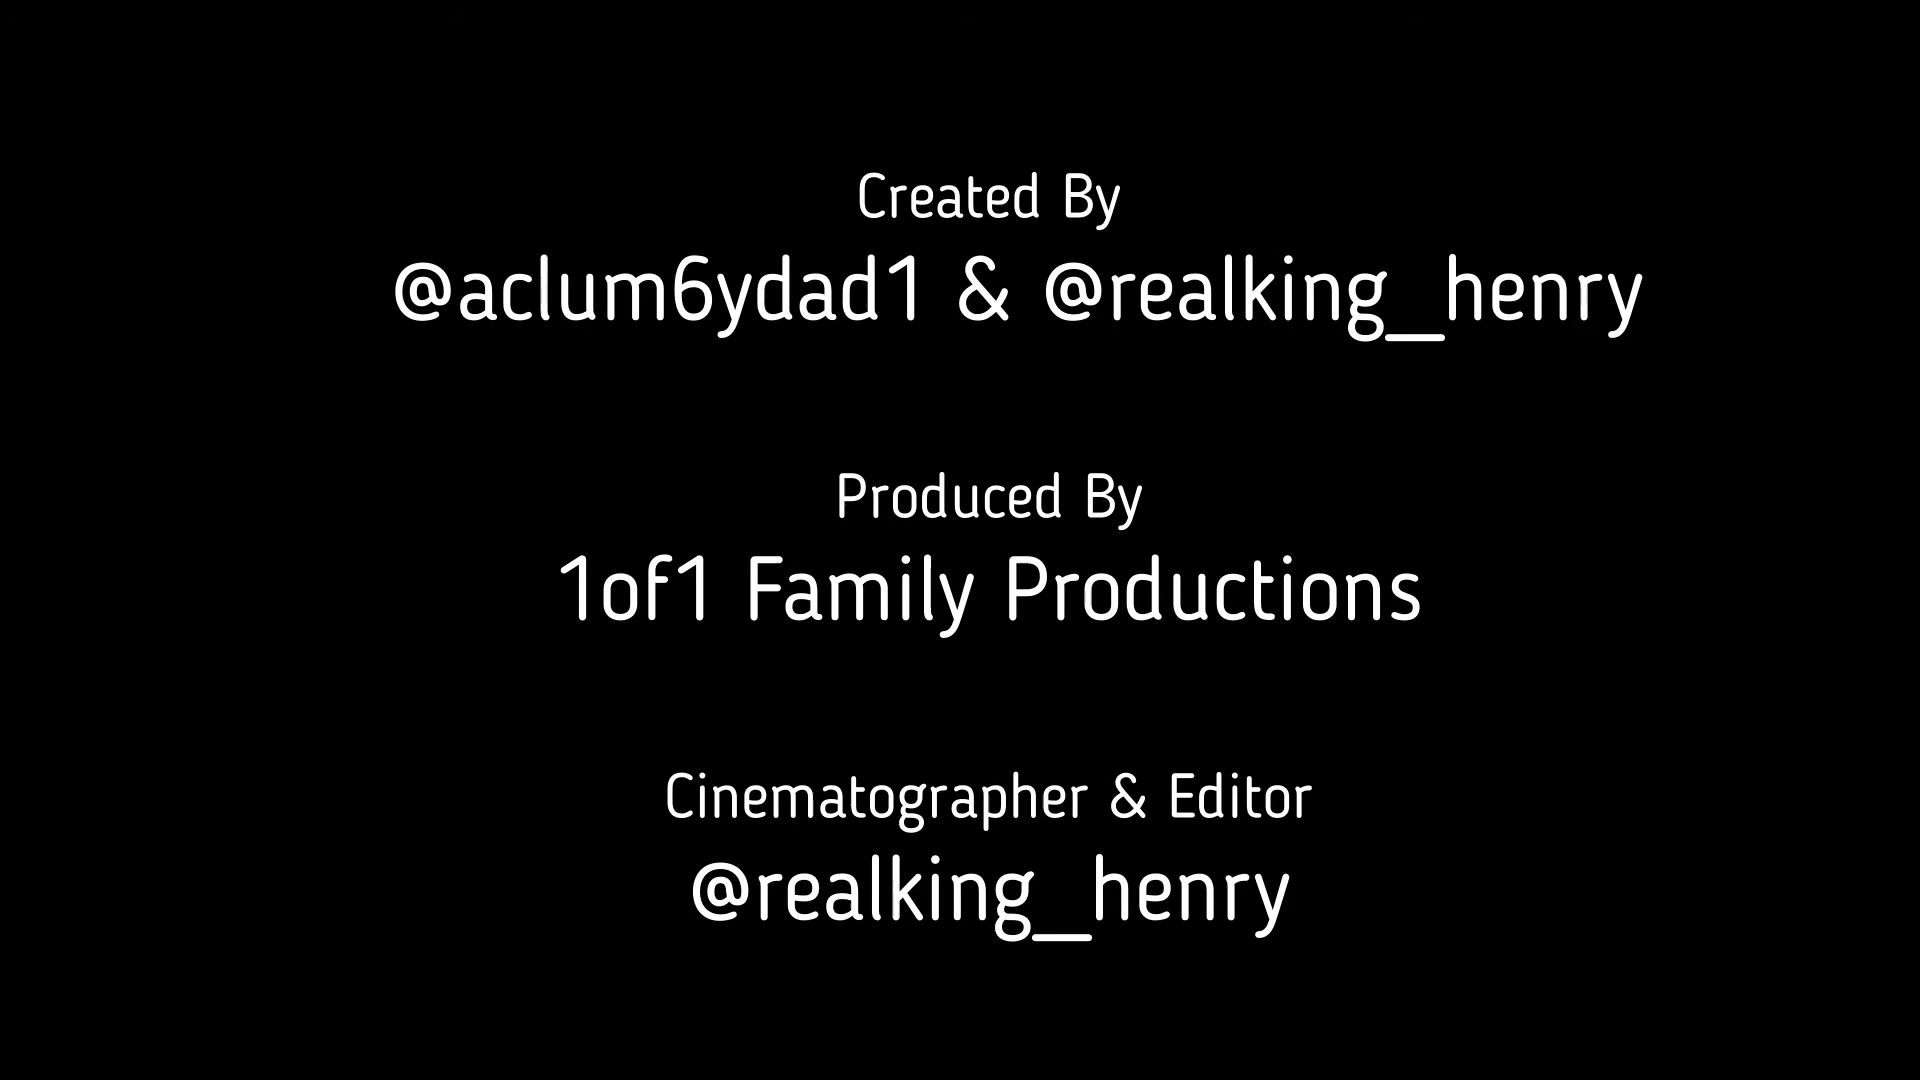 Created By
@aclum6ydad1 & @realking_henry
Produced By
1of1 Family Productions
Cinematographer & Editor
@realking_henry